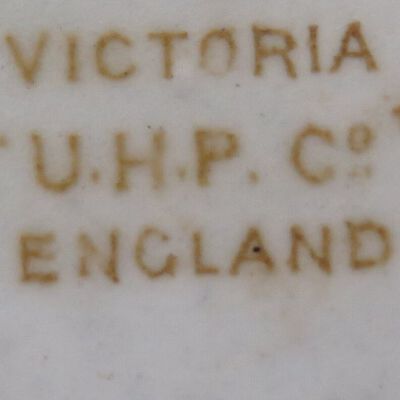 VICTORIA
U.H.P. Cº
ENGLAND